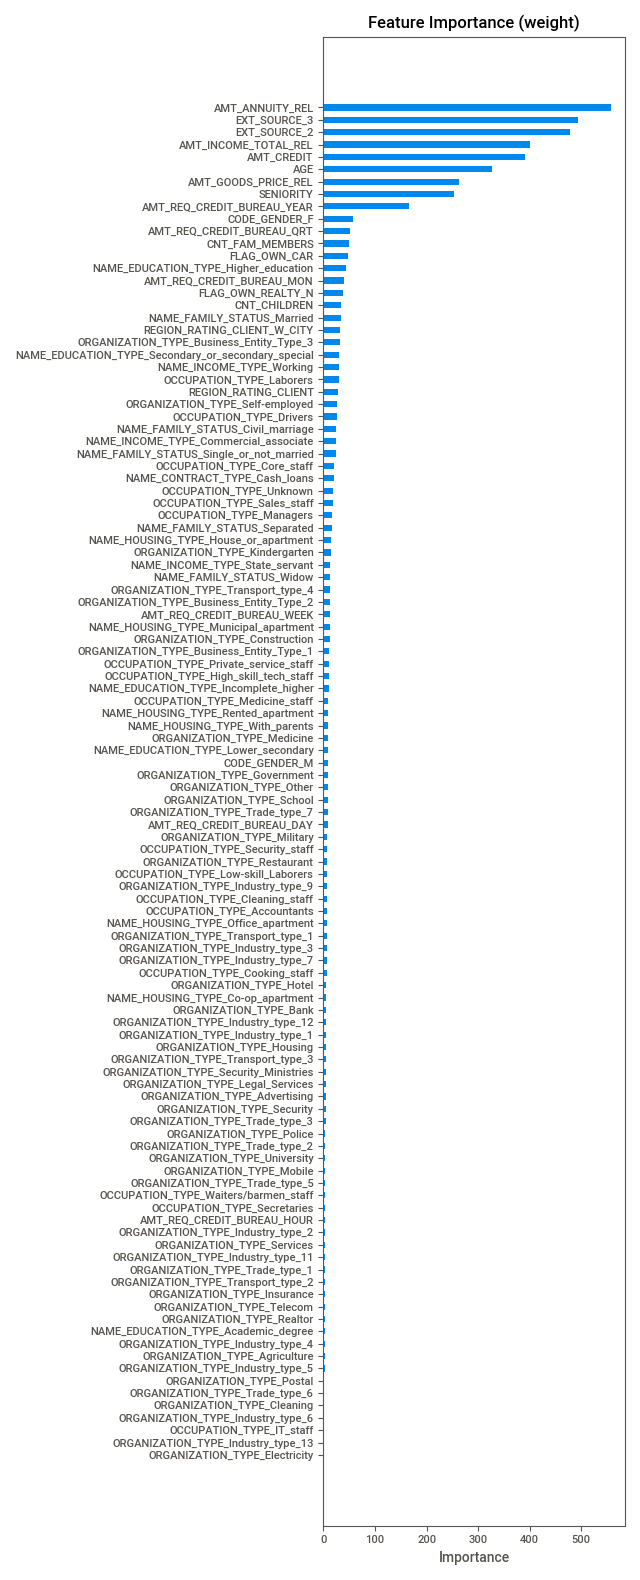 Feature Importance (weight)
AMT_ANNUITY_REL
EXT_SOURCE_3
EXT_SOURCE_2
AMT_INCOME_TOTAL_REL
AMT_CREDIT
AGE
AMT_GOODS_PRICE_REL
SENIORITY
AMT_REQ_CREDIT_BUREAU_YEAR
CODE_GENDER_F
AMT_REQ_CREDIT_BUREAU_QRT
CNT_FAM_MEMBERS
FLAG_OWN_CAR
NAME_EDUCATION_TYPE_Higher_education
AMT_REQ_CREDIT_BUREAU_MON
FLAG_OWN_REALTY_N
CNT_CHILDREN
NAME_FAMILY_STATUS_Married
REGION_RATING_CLIENT_W_CITY
ORGANIZATION_TYPE_Business_Entity_Type_3
NAME_EDUCATION_TYPE_Secondary_or_secondary_special
NAME_INCOME_TYPE_Working
OCCUPATION_TYPE_Laborers
REGION_RATING_CLIENT
ORGANIZATION_TYPE_Self-employed
OCCUPATION_TYPE_Drivers
NAME_FAMILY_STATUS_Civil_marriage
NAME_INCOME_TYPE_Commercial_associate
NAME_FAMILY_STATUS_Single_or_not_married
OCCUPATION_TYPE_Core_staff
NAME_CONTRACT_TYPE_Cash_loans
OCCUPATION_TYPE_Unknown
OCCUPATION_TYPE_Sales_staff
OCCUPATION_TYPE_Managers
NAME_FAMILY_STATUS_Separated
NAME_HOUSING_TYPE_House_or_apartment
ORGANIZATION_TYPE_Kindergarten
NAME_INCOME_TYPE_State_servant
NAME_FAMILY_STATUS_Widow
ORGANIZATION_TYPE_Transport_type_4
ORGANIZATION_TYPE_Business_Entity_Type_2
AMT_REQ_CREDIT_BUREAU_WEEK
NAME_HOUSING_TYPE_Municipal_apartment
ORGANIZATION_TYPE_Construction
ORGANIZATION_TYPE_Business_Entity_Type_1
OCCUPATION_TYPE_Private_service_staff
OCCUPATION_TYPE_High_skill_tech_staff
NAME_EDUCATION_TYPE_Incomplete_higher
OCCUPATION_TYPE_Medicine_staff
NAME_HOUSING_TYPE_Rented_apartment
NAME_HOUSING_TYPE_With_parents
ORGANIZATION_TYPE_Medicine
NAME_EDUCATION_TYPE_Lower_secondary
CODE_GENDER_M
ORGANIZATION_TYPE_Government
ORGANIZATION_TYPE_Other
ORGANIZATION_TYPE_School
ORGANIZATION_TYPE_Trade_type_7
AMT_REQ_CREDIT_BUREAU_DAY
ORGANIZATION_TYPE_Military
OCCUPATION_TYPE_Security_staff
ORGANIZATION_TYPE_Restaurant
OCCUPATION_TYPE_Low-skill_Laborers
ORGANIZATION_TYPE_Industry_type_9
OCCUPATION_TYPE_Cleaning_staff
OCCUPATION_TYPE_Accountants
NAME_HOUSING_TYPE_Office_apartment
ORGANIZATION_TYPE_Transport_type_1
ORGANIZATION_TYPE_Industry_type_3
ORGANIZATION_TYPE_Industry_type_7
OCCUPATION_TYPE_Cooking_staff
ORGANIZATION_TYPE_Hotel
NAME_HOUSING_TYPE_Co-op_apartment
ORGANIZATION_TYPE_Bank
ORGANIZATION_TYPE_Industry_type_12
ORGANIZATION_TYPE_Industry_type_1
ORGANIZATION_TYPE_Housing
ORGANIZATION_TYPE_Transport_type_3
ORGANIZATION_TYPE_Security_Ministries
ORGANIZATION_TYPE_Legal_Services
ORGANIZATION_TYPE_Advertising
ORGANIZATION_TYPE_Security
ORGANIZATION_TYPE_Trade_type_3
ORGANIZATION_TYPE_Police
ORGANIZATION_TYPE_Trade_type_2
ORGANIZATION_TYPE_University
ORGANIZATION_TYPE_Mobile
ORGANIZATION_TYPE_Trade_type_5
OCCUPATION_TYPE_Waiters/barmen_staff
OCCUPATION_TYPE_Secretaries
AMT_REQ_CREDIT_BUREAU_HOUR
ORGANIZATION_TYPE_Industry_type_2
ORGANIZATION_TYPE_Services
ORGANIZATION_TYPE_Industry_type_11
ORGANIZATION_TYPE_Trade_type_1
ORGANIZATION_TYPE_Transport_type_2
ORGANIZATION_TYPE_Insurance
ORGANIZATION_TYPE_Telecom
ORGANIZATION_TYPE_Realtor
NAME_EDUCATION_TYPE_Academic_degree
ORGANIZATION_TYPE_Industry_type_4
ORGANIZATION_TYPE_Agriculture
ORGANIZATION_TYPE_Industry_type_5
ORGANIZATION_TYPE_Postal
ORGANIZATION_TYPE_Trade_type_6
ORGANIZATION_TYPE_Cleaning
ORGANIZATION_TYPE_Industry_type_6
OCCUPATION_TYPE_IT_staff
ORGANIZATION_TYPE_Industry_type_13
ORGANIZATION_TYPE_Electricity
0 100 200 300 400 500
Importance